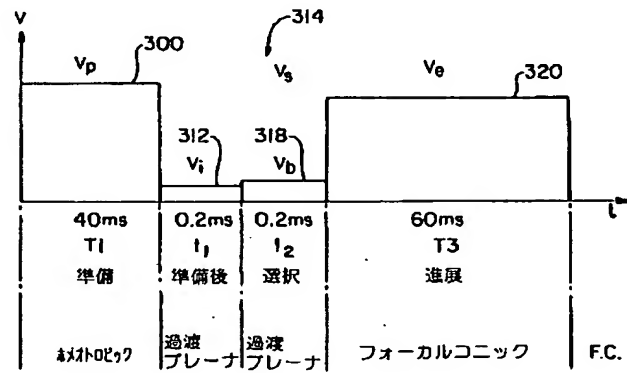 V
314
300
Vp
Vs
Ve
320
312
318
Vi
Vb
t
40ms
0.2ms
0.2ms
60ms
T1
t1
t2
T3
準備
準備後
選択
進展
ホメオトロピック
過渡
プレーナ
過渡
プレーナ
フォーカルコニック
F.C.